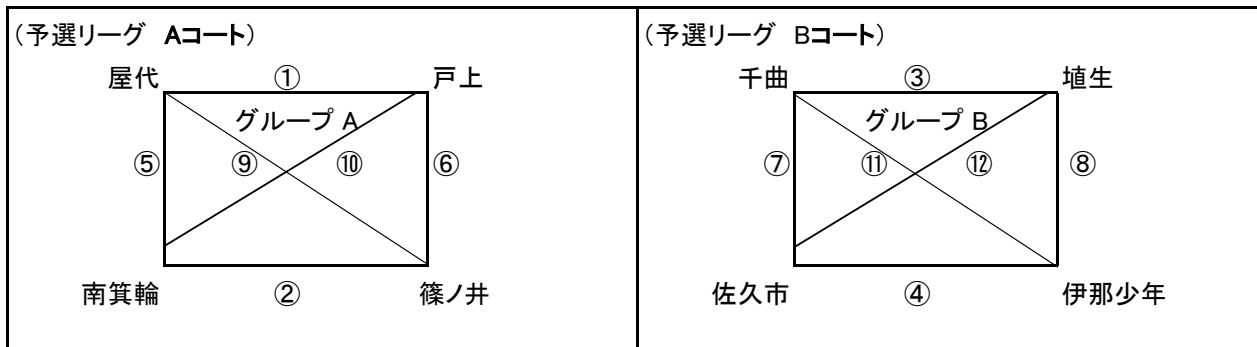 (予選リーグ Aコート)
屋代 ① 戸上
グループ A
⑤ ⑨ ⑩ ⑥
南箕輪 ② 篠ノ井
(予選リーグ Bコート)
千曲 ③ 埴生
グループ B
⑦ ⑪ ⑫ ⑧
佐久市 ④ 伊那少年